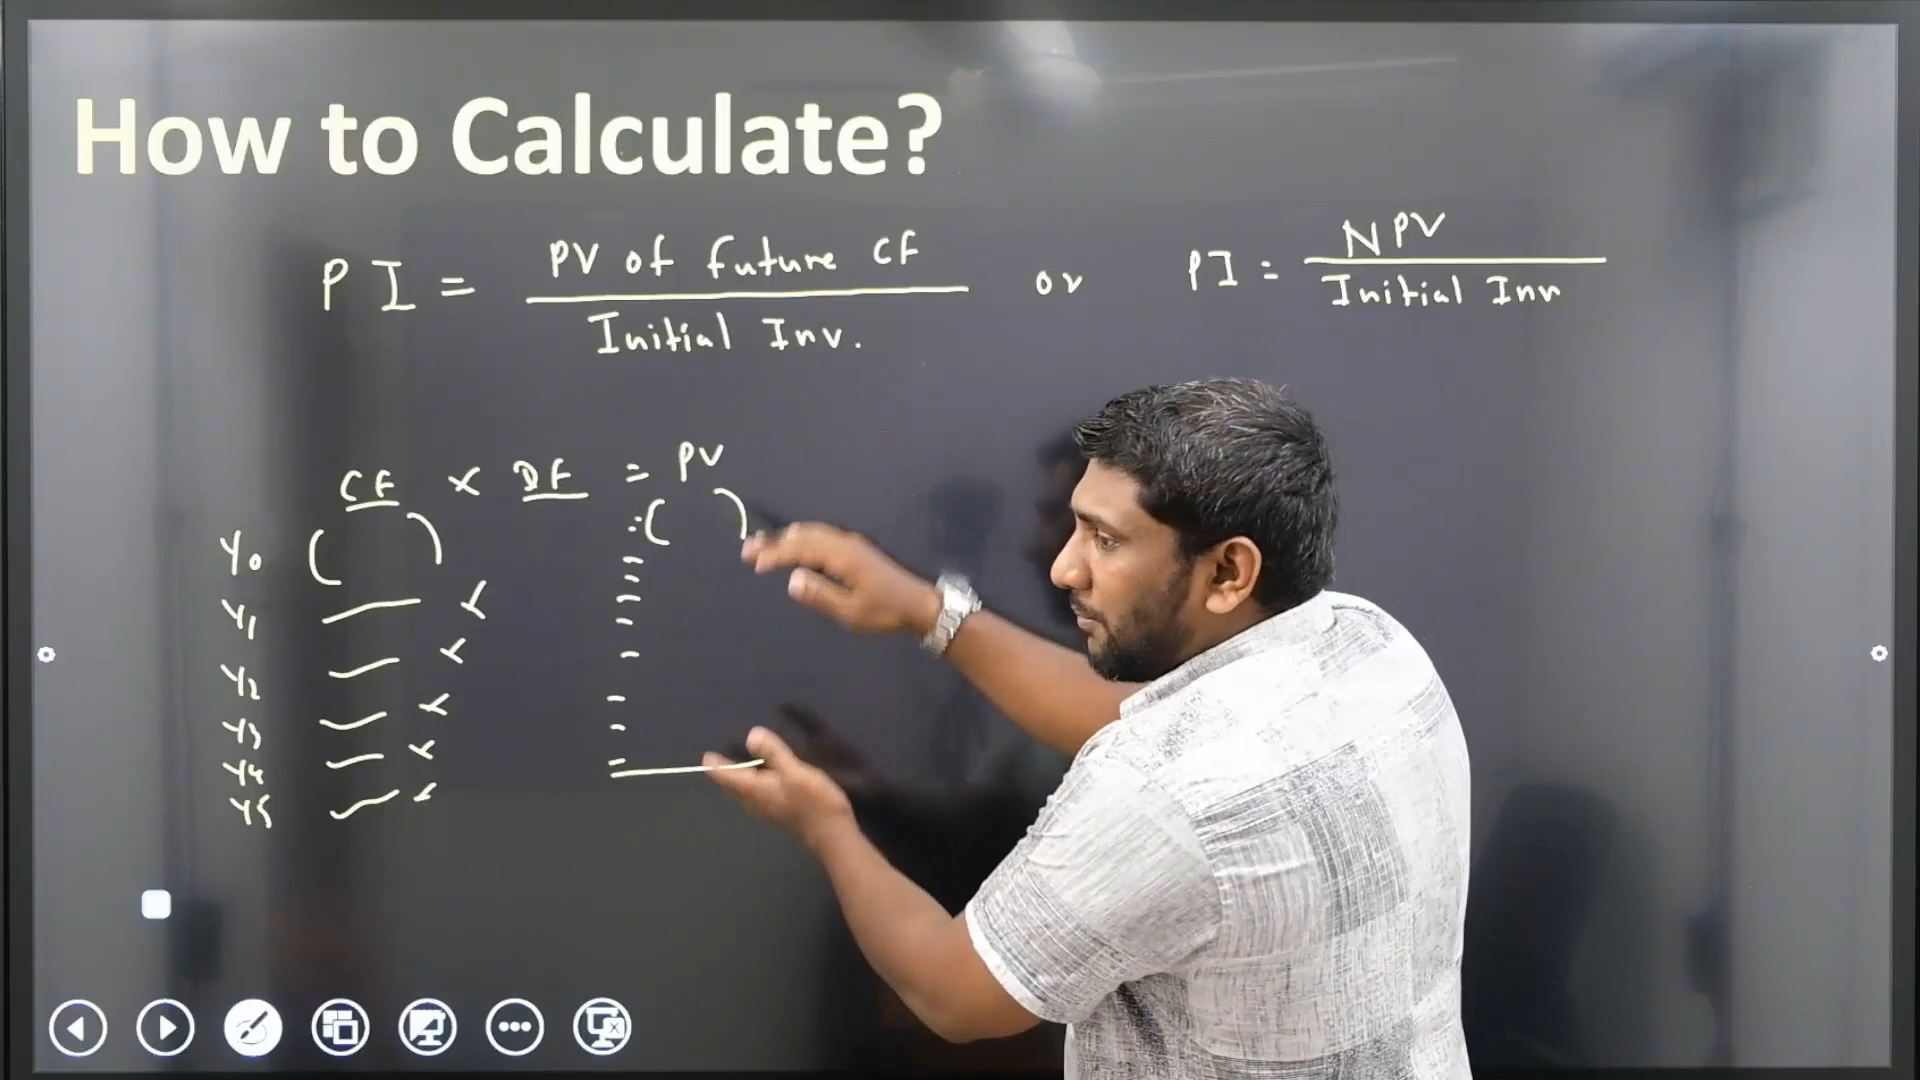 How to Calculate?
PI = PV of future CF / Initial Inv. or PI = NPV / Initial Inv
CF × DF = PV
Y0 ( ) = ( )
Y1 — ×
Y2 — ×
Y3 — ×
Y4 — ×
Y5 — ×